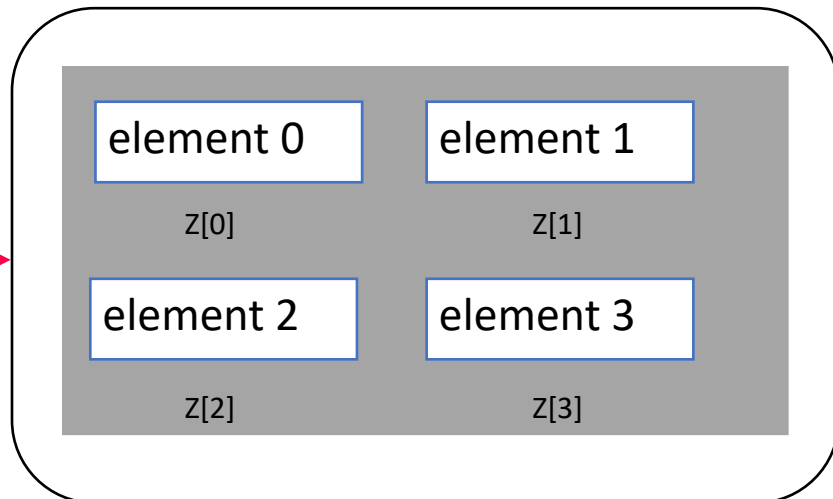 element 0 element 1
Z[0] Z[1]
element 2 element 3
Z[2] Z[3]